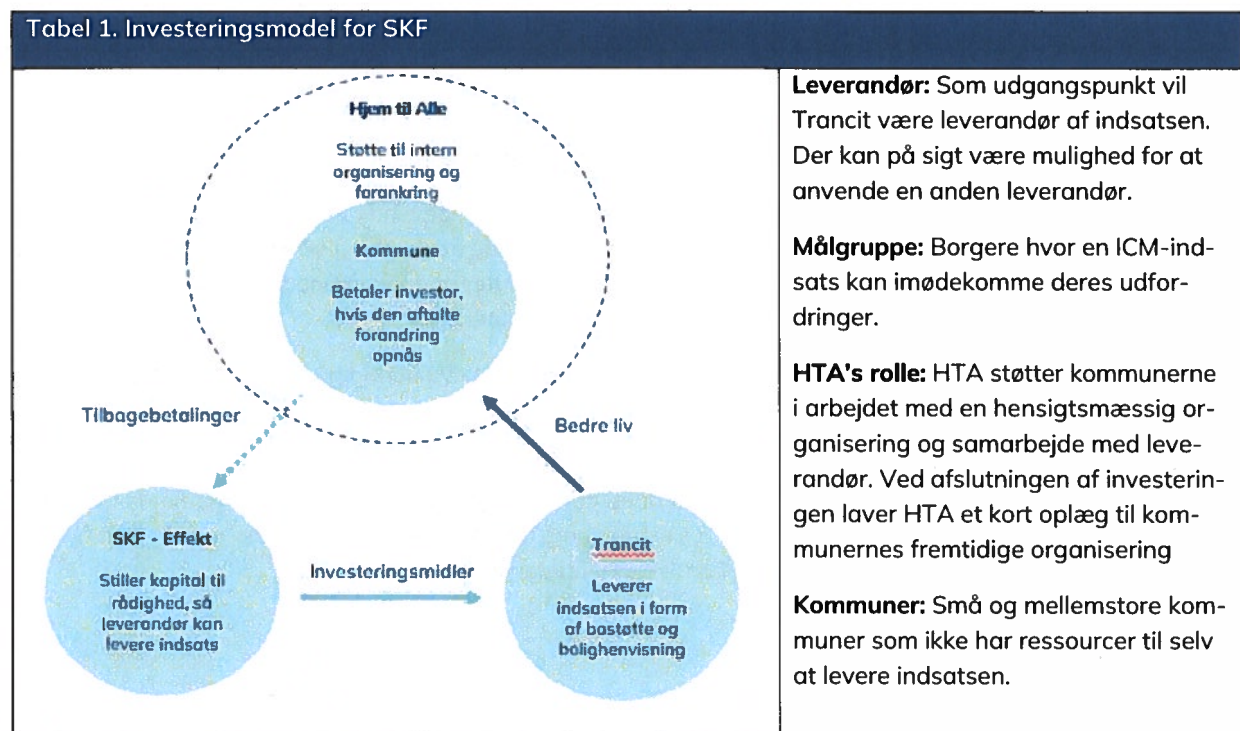 Tabel 1. Investeringsmodel for SKF
Hjem til Alle
Støtte til intern
organisering og
forankring
Kommune
Betaler investor,
hvis den aftalte
forandring
opnås
Tilbagebetalinger
Bedre liv
SKF - Effekt
Stiller kapital til
rådighed, så
leverandør kan
levere indsats
Investeringsmidler
Trancit
Leverer
indsatsen i form
af bostøtte og
bolighenvisning
Leverandør: Som udgangspunkt vil
Trancit være leverandør af indsatsen.
Der kan på sigt være mulighed for at
anvende en anden leverandør.
Målgruppe: Borgere hvor en ICM-ind-
sats kan imødekomme deres udfor-
dringer.
HTA's rolle: HTA støtter kommunerne
i arbejdet med en hensigtsmæssig or-
ganisering og samarbejde med leve-
randør. Ved afslutningen af investerin-
gen laver HTA et kort oplæg til kom-
munernes fremtidige organisering
Kommuner: Små og mellemstore kom-
muner som ikke har ressourcer til selv
at levere indsatsen.